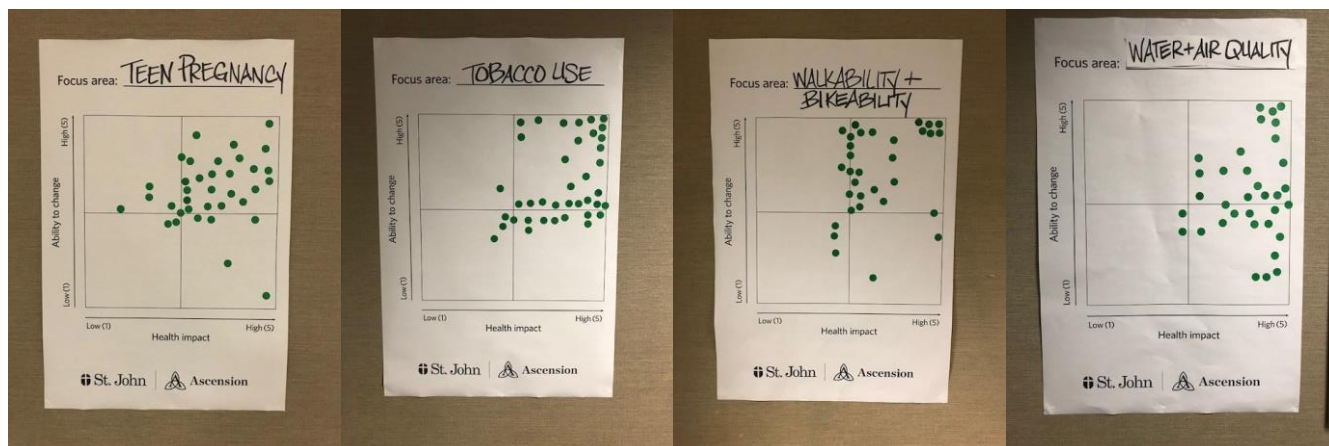 Focus area: TEEN PREGNANCY
High (5)
Ability to change
Low (1)
Low (1) High (5)
Health impact
St. John | Ascension
Focus area: TOBACCO USE
High (5)
Ability to change
Low (1)
Low (1) High (5)
Health impact
St. John | Ascension
Focus area: WALKABILITY +
BIKEABILITY
High (5)
Ability to change
Low (1)
Low (1) High (5)
Health impact
St. John | Ascension
Focus area: WATER+AIR QUALITY
High (5)
Ability to change
Low (1)
Low (1) High (5)
Health impact
St. John | Ascension